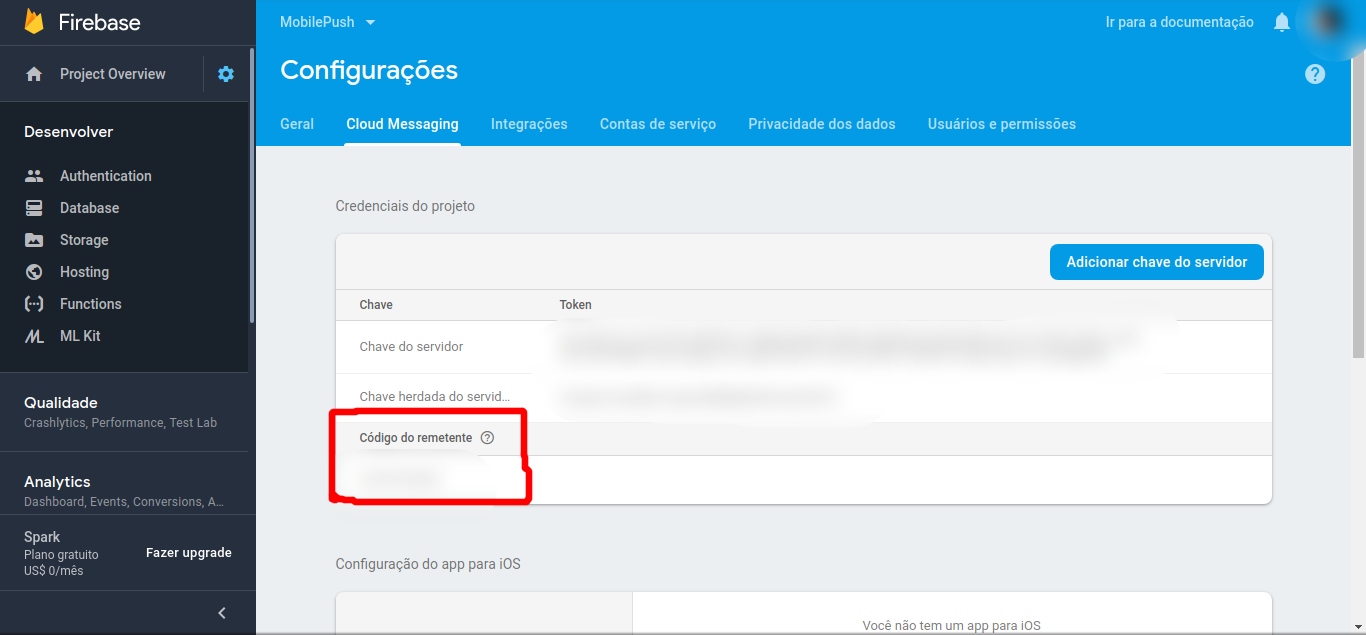 Firebase
Project Overview
Desenvolver
Authentication
Database
Storage
Hosting
Functions
ML Kit
Qualidade
Crashlytics, Performance, Test Lab
Analytics
Dashboard, Events, Conversions, A...
Spark
Plano gratuito
US$ 0/mês
Fazer upgrade
MobilePush
Ir para a documentação
Configurações
Geral Cloud Messaging Integrações Contas de serviço Privacidade dos dados Usuários e permissões
Credenciais do projeto
Adicionar chave do servidor
Chave Token
Chave do servidor
Chave herdada do servid...
Código do remetente
Configuração do app para iOS
Você não tem um app para iOS